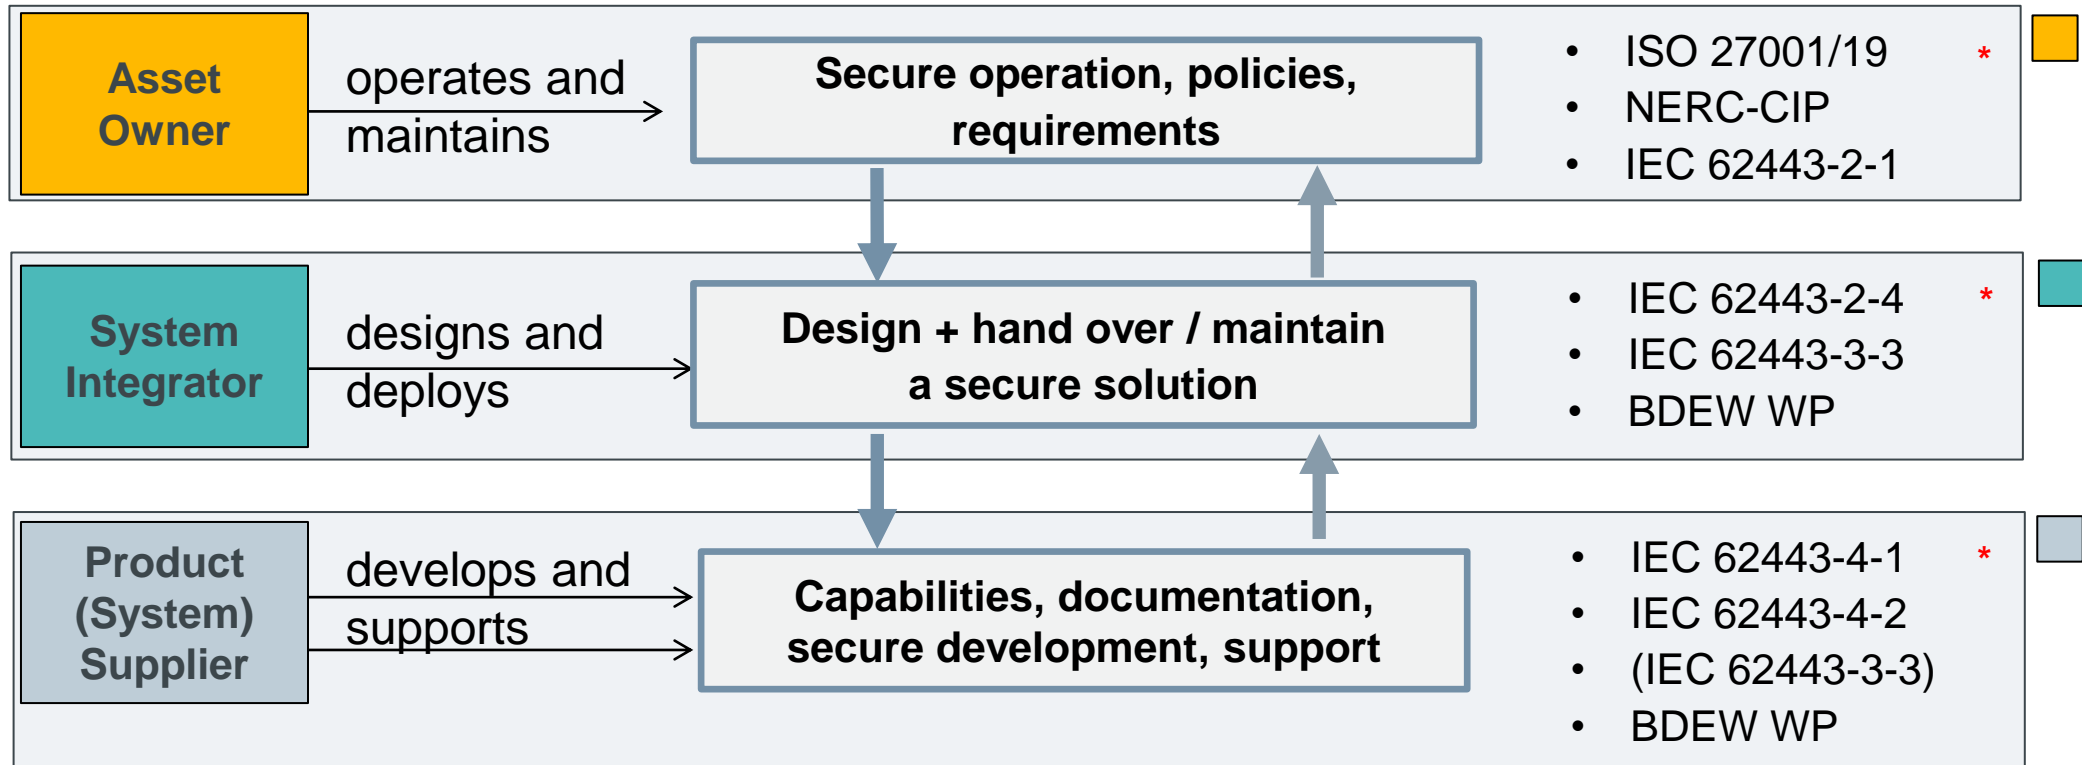 Asset
Owner
operates and
maintains
Secure operation, policies,
requirements
• ISO 27001/19 *
• NERC-CIP
• IEC 62443-2-1
System
Integrator
designs and
deploys
Design + hand over / maintain
a secure solution
• IEC 62443-2-4 *
• IEC 62443-3-3
• BDEW WP
Product
(System)
Supplier
develops and
supports
Capabilities, documentation,
secure development, support
• IEC 62443-4-1 *
• IEC 62443-4-2
• (IEC 62443-3-3)
• BDEW WP